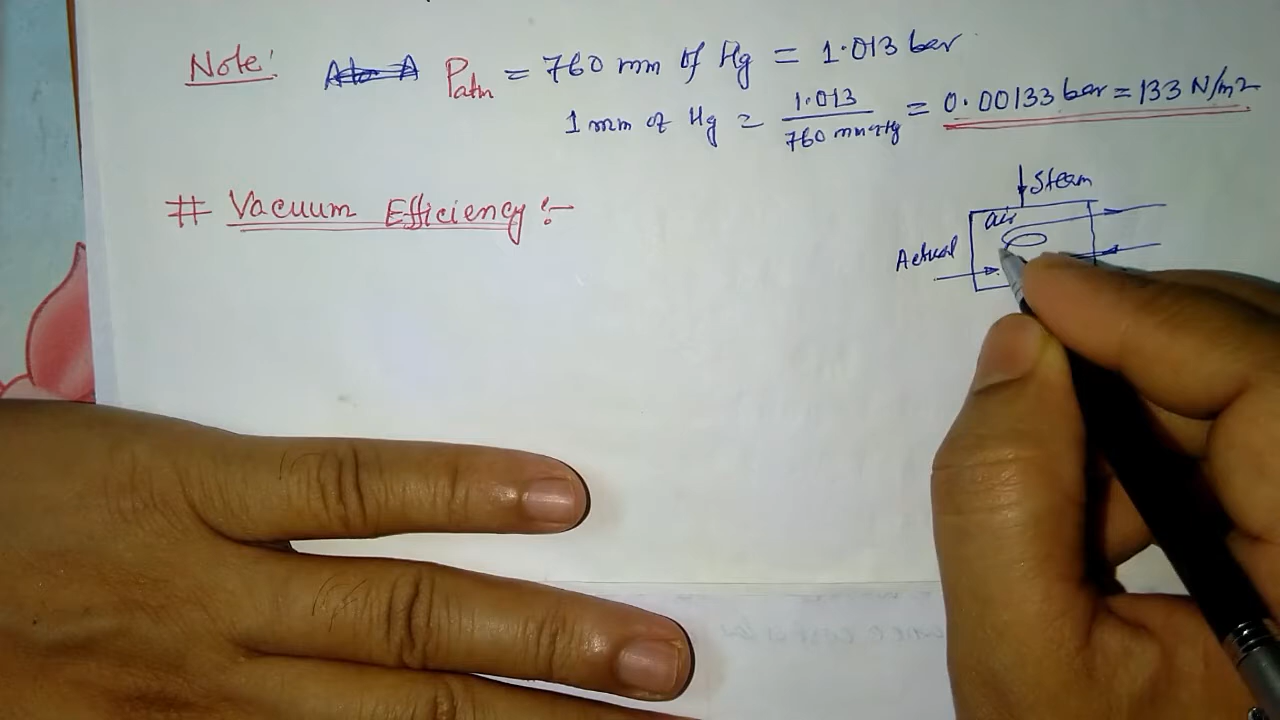 Note: Patm = 760 mm of Hg = 1.013 bar
1 mm of Hg = 1.013 / 760 mm of Hg = 0.00133 bar = 133 N/m2
# Vacuum Efficiency :-
Steam
air
Actual